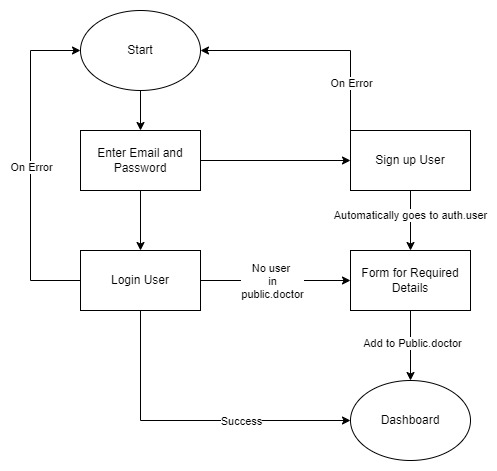 Start
On Error
Enter Email and
Password
Sign up User
On Error
Automatically goes to auth.user
Login User
No user
in
public.doctor
Form for Required
Details
Add to Public.doctor
Success
Dashboard